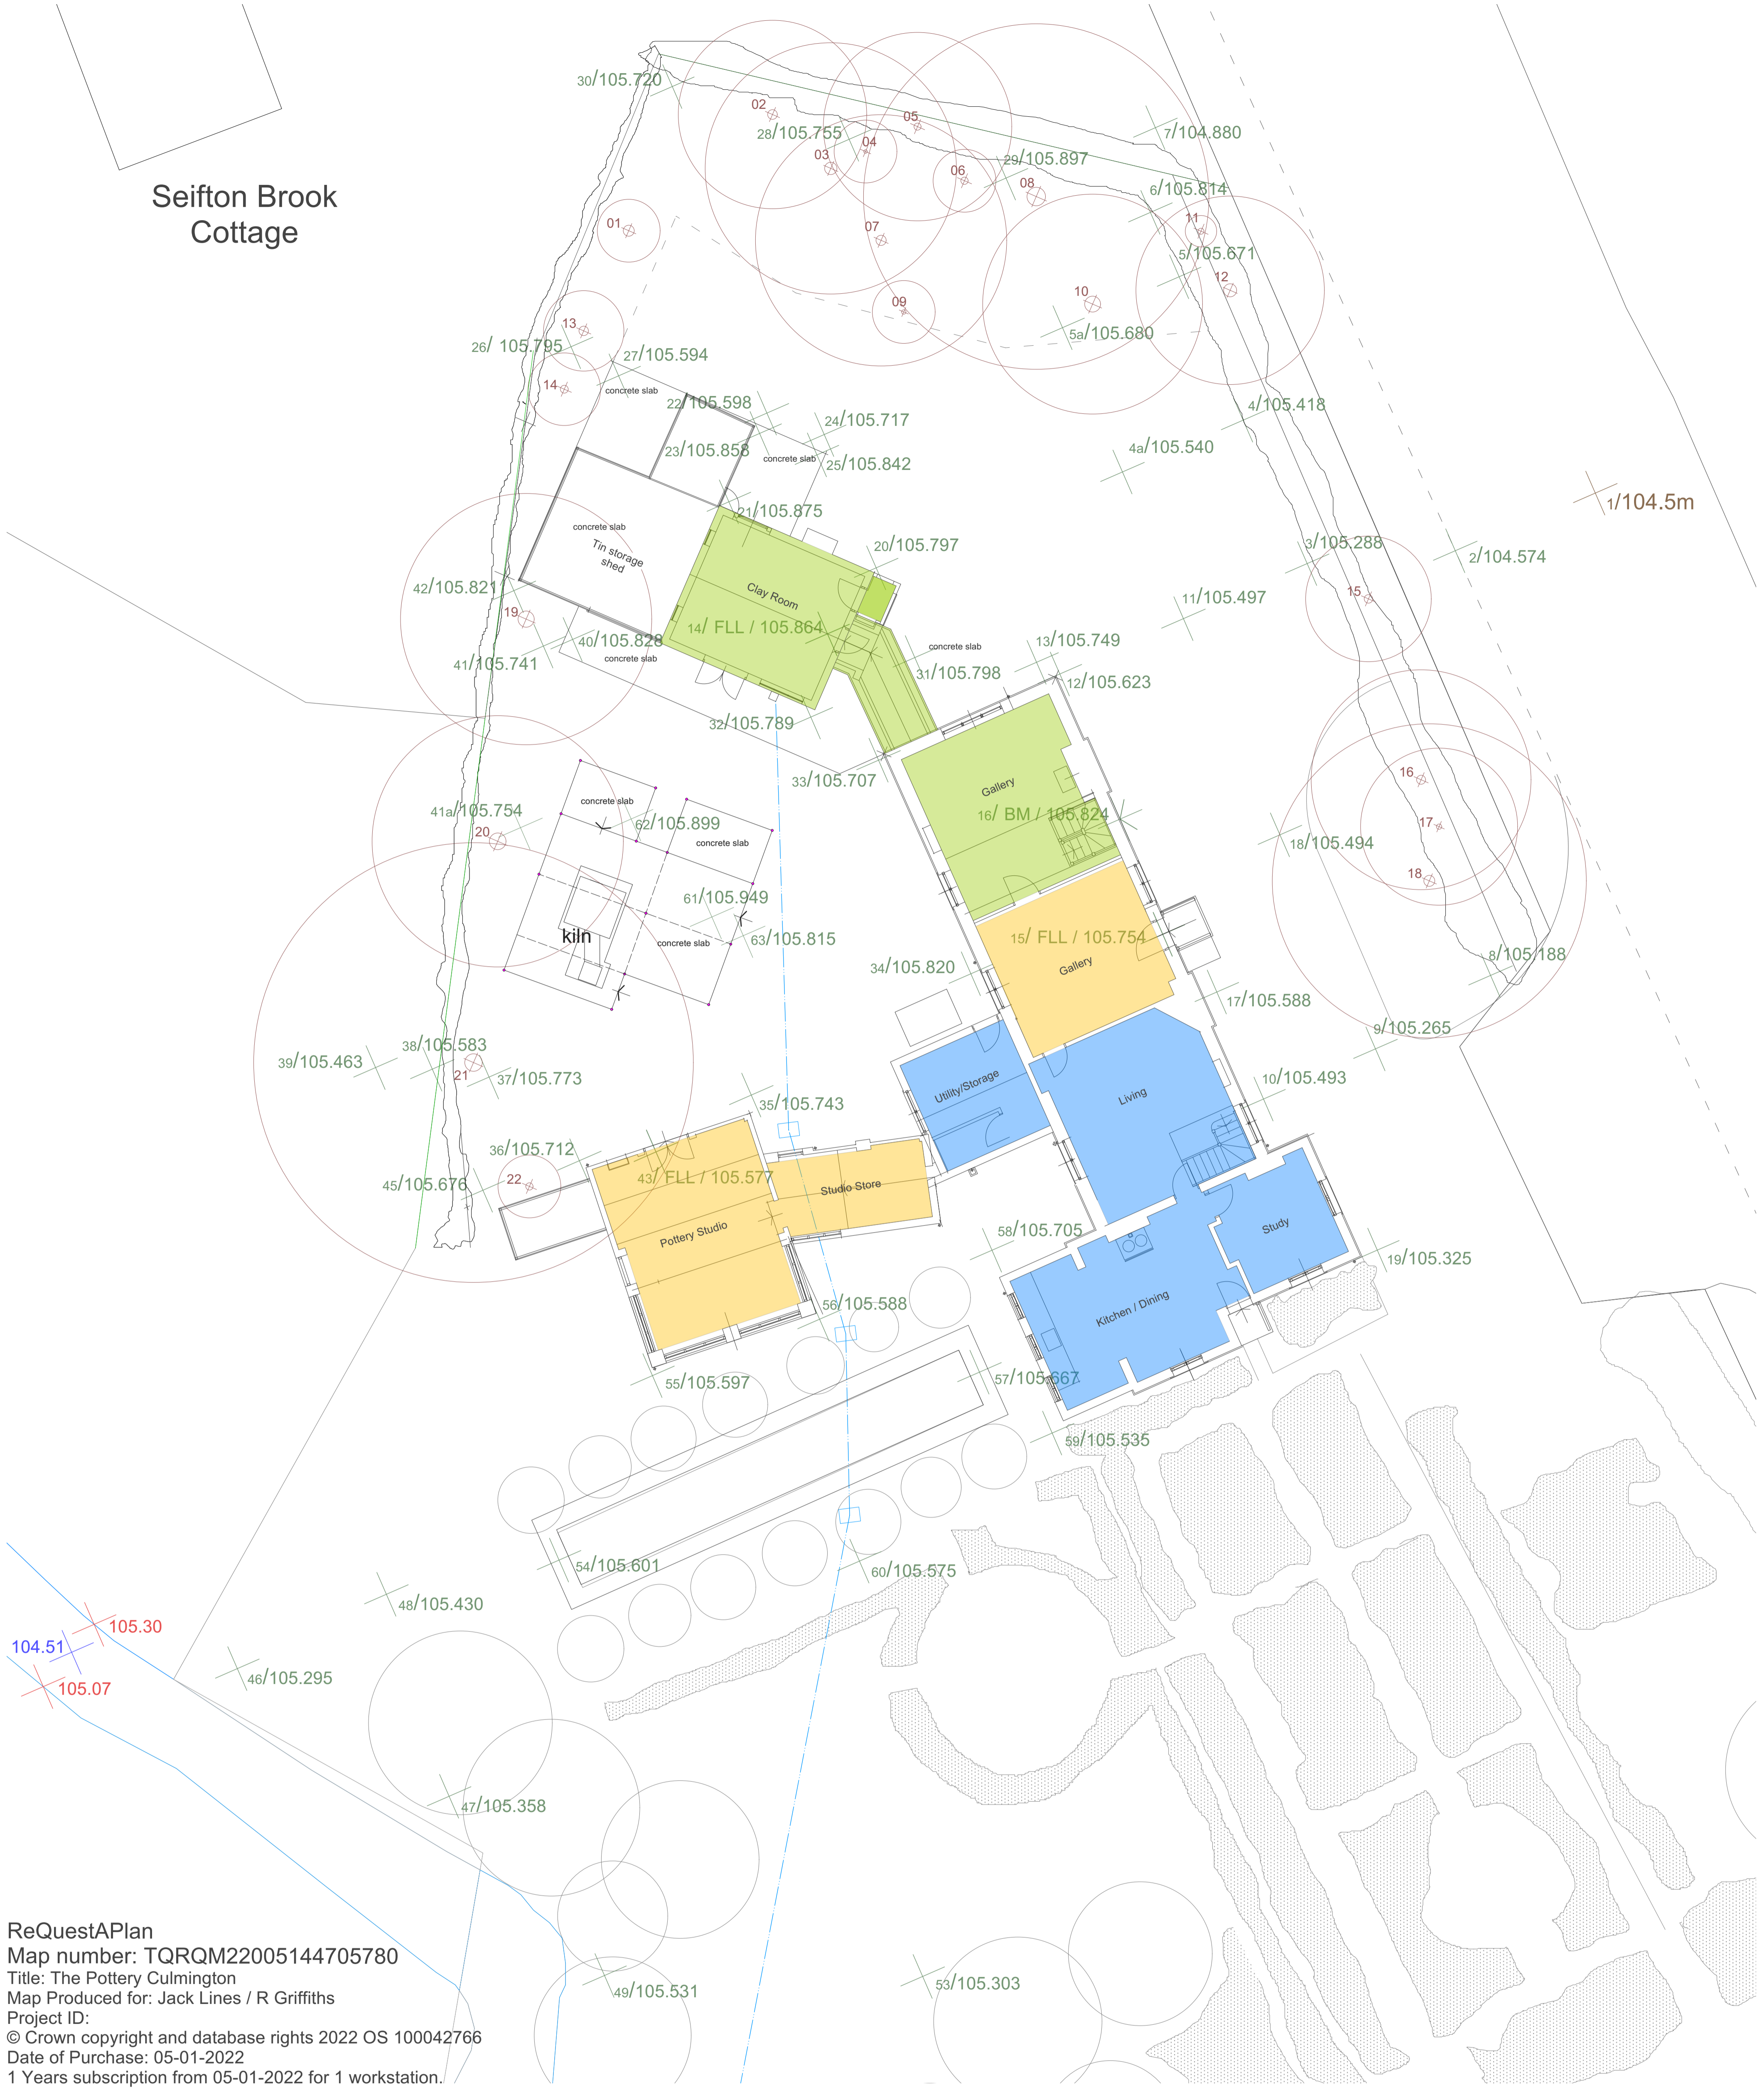 30/105.720
02
05
28/105.755
04
7/104.880
03
29/105.897
06
08
6/105.814
Seifton Brook
Cottage
01
07
11
5/105.671
12
10
09
13
5a/105.680
26/ 105.795
27/105.594
14
concrete slab
22/105.598
4/105.418
24/105.717
23/105.858
4a/105.540
concrete slab
25/105.842
1/104.5m
21/105.875
concrete slab
Tin storage
shed
20/105.797
3/105.288
2/104.574
42/105.821
Clay Room
15
11/105.497
19
14/ FLL / 105.864
40/105.828
13/105.749
concrete slab
41/105.741
concrete slab
31/105.798
12/105.623
32/105.789
33/105.707
Gallery
16
concrete slab
41a/105.754
16/ BM / 105.824
62/105.899
17
20
concrete slab
18/105.494
18
61/105.949
kiln
63/105.815
concrete slab
15/ FLL / 105.754
Gallery
34/105.820
8/105.188
17/105.588
9/105.265
38/105.583
39/105.463
21
37/105.773
Utility/Storage
10/105.493
Living
35/105.743
36/105.712
45/105.676
22
43/ FLL / 105.577
Studio Store
Pottery Studio
58/105.705
Study
19/105.325
56/105.588
Kitchen / Dining
55/105.597
57/105.667
59/105.535
54/105.601
60/105.575
48/105.430
105.30
104.51
46/105.295
105.07
47/105.358
ReQuestAPlan
Map number: TQRQM22005144705780
Title: The Pottery Culmington
Map Produced for: Jack Lines / R Griffiths
Project ID:
© Crown copyright and database rights 2022 OS 100042766
Date of Purchase: 05-01-2022
1 Years subscription from 05-01-2022 for 1 workstation.
49/105.531
53/105.303